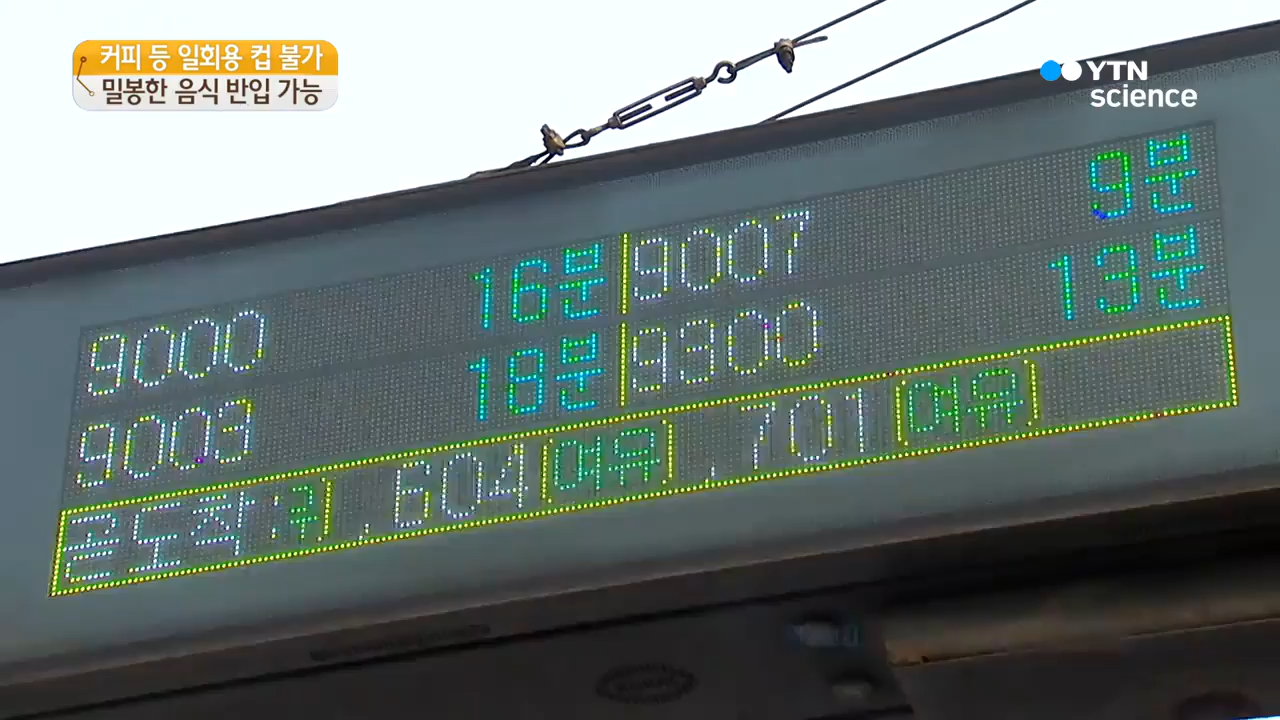 커피 등 일회용 컵 불가
밀봉한 음식 반입 가능
YTN
science
9000 16분 9007 9분
9003 18분 9300 13분
곧도착 , 604(여유) , 701(여유)